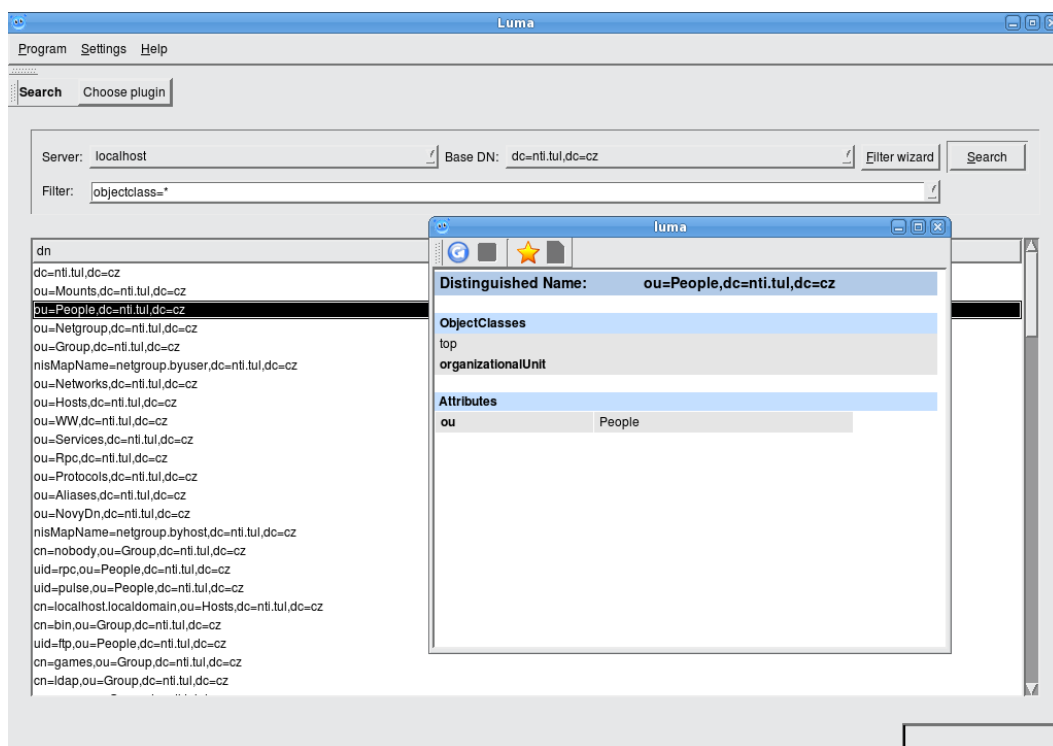 Luma
Program Settings Help
Search Choose plugin
Server: localhost Base DN: dc=nti.tul,dc=cz Filter wizard Search
Filter: objectclass=*
dn
dc=nti.tul,dc=cz
ou=Mounts,dc=nti.tul,dc=cz
ou=People,dc=nti.tul,dc=cz
ou=Netgroup,dc=nti.tul,dc=cz
ou=Group,dc=nti.tul,dc=cz
nisMapName=netgroup.byuser,dc=nti.tul,dc=cz
ou=Networks,dc=nti.tul,dc=cz
ou=Hosts,dc=nti.tul,dc=cz
ou=WW,dc=nti.tul,dc=cz
ou=Services,dc=nti.tul,dc=cz
ou=Rpc,dc=nti.tul,dc=cz
ou=Protocols,dc=nti.tul,dc=cz
ou=Aliases,dc=nti.tul,dc=cz
ou=NovyDn,dc=nti.tul,dc=cz
nisMapName=netgroup.byhost,dc=nti.tul,dc=cz
cn=nobody,ou=Group,dc=nti.tul,dc=cz
uid=rpc,ou=People,dc=nti.tul,dc=cz
uid=pulse,ou=People,dc=nti.tul,dc=cz
cn=localhost.localdomain,ou=Hosts,dc=nti.tul,dc=cz
cn=bin,ou=Group,dc=nti.tul,dc=cz
uid=ftp,ou=People,dc=nti.tul,dc=cz
cn=games,ou=Group,dc=nti.tul,dc=cz
cn=ldap,ou=Group,dc=nti.tul,dc=cz
luma
Distinguished Name: ou=People,dc=nti.tul,dc=cz
ObjectClasses
top
organizationalUnit
Attributes
ou People